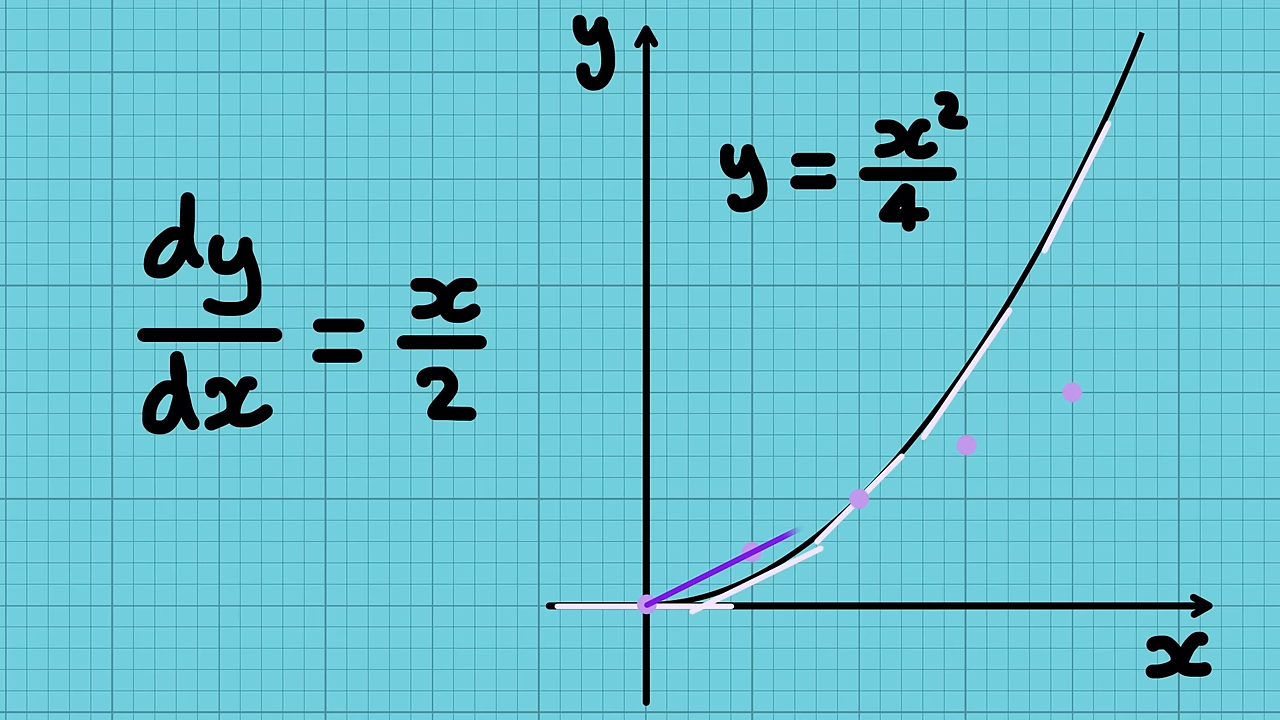 y
y = x²/4
dy/dx = x/2
x